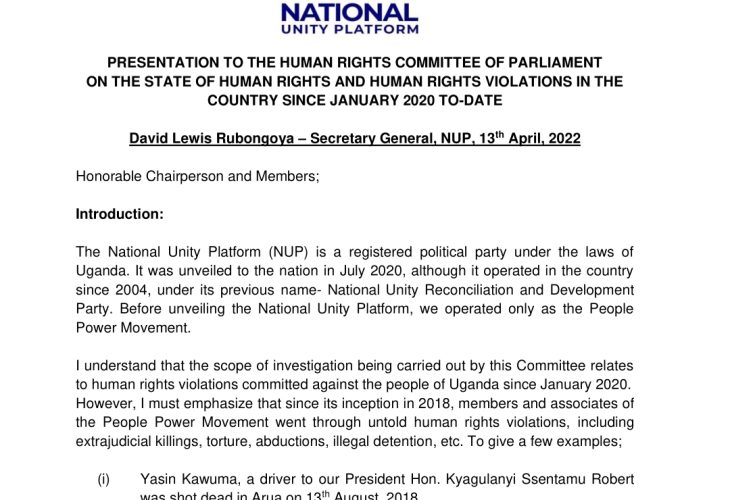 NATIONAL
UNITY PLATFORM
PRESENTATION TO THE HUMAN RIGHTS COMMITTEE OF PARLIAMENT
ON THE STATE OF HUMAN RIGHTS AND HUMAN RIGHTS VIOLATIONS IN THE
COUNTRY SINCE JANUARY 2020 TO-DATE
David Lewis Rubongoya – Secretary General, NUP, 13th April, 2022
Honorable Chairperson and Members;
Introduction:
The National Unity Platform (NUP) is a registered political party under the laws of
Uganda. It was unveiled to the nation in July 2020, although it operated in the country
since 2004, under its previous name- National Unity Reconciliation and Development
Party. Before unveiling the National Unity Platform, we operated only as the People
Power Movement.
I understand that the scope of investigation being carried out by this Committee relates
to human rights violations committed against the people of Uganda since January 2020.
However, I must emphasize that since its inception in 2018, members and associates of
the People Power Movement went through untold human rights violations, including
extrajudicial killings, torture, abductions, illegal detention, etc. To give a few examples;
(i) Yasin Kawuma, a driver to our President Hon. Kyagulanyi Ssentamu Robert
was shot dead in Arua on 13th August, 2018